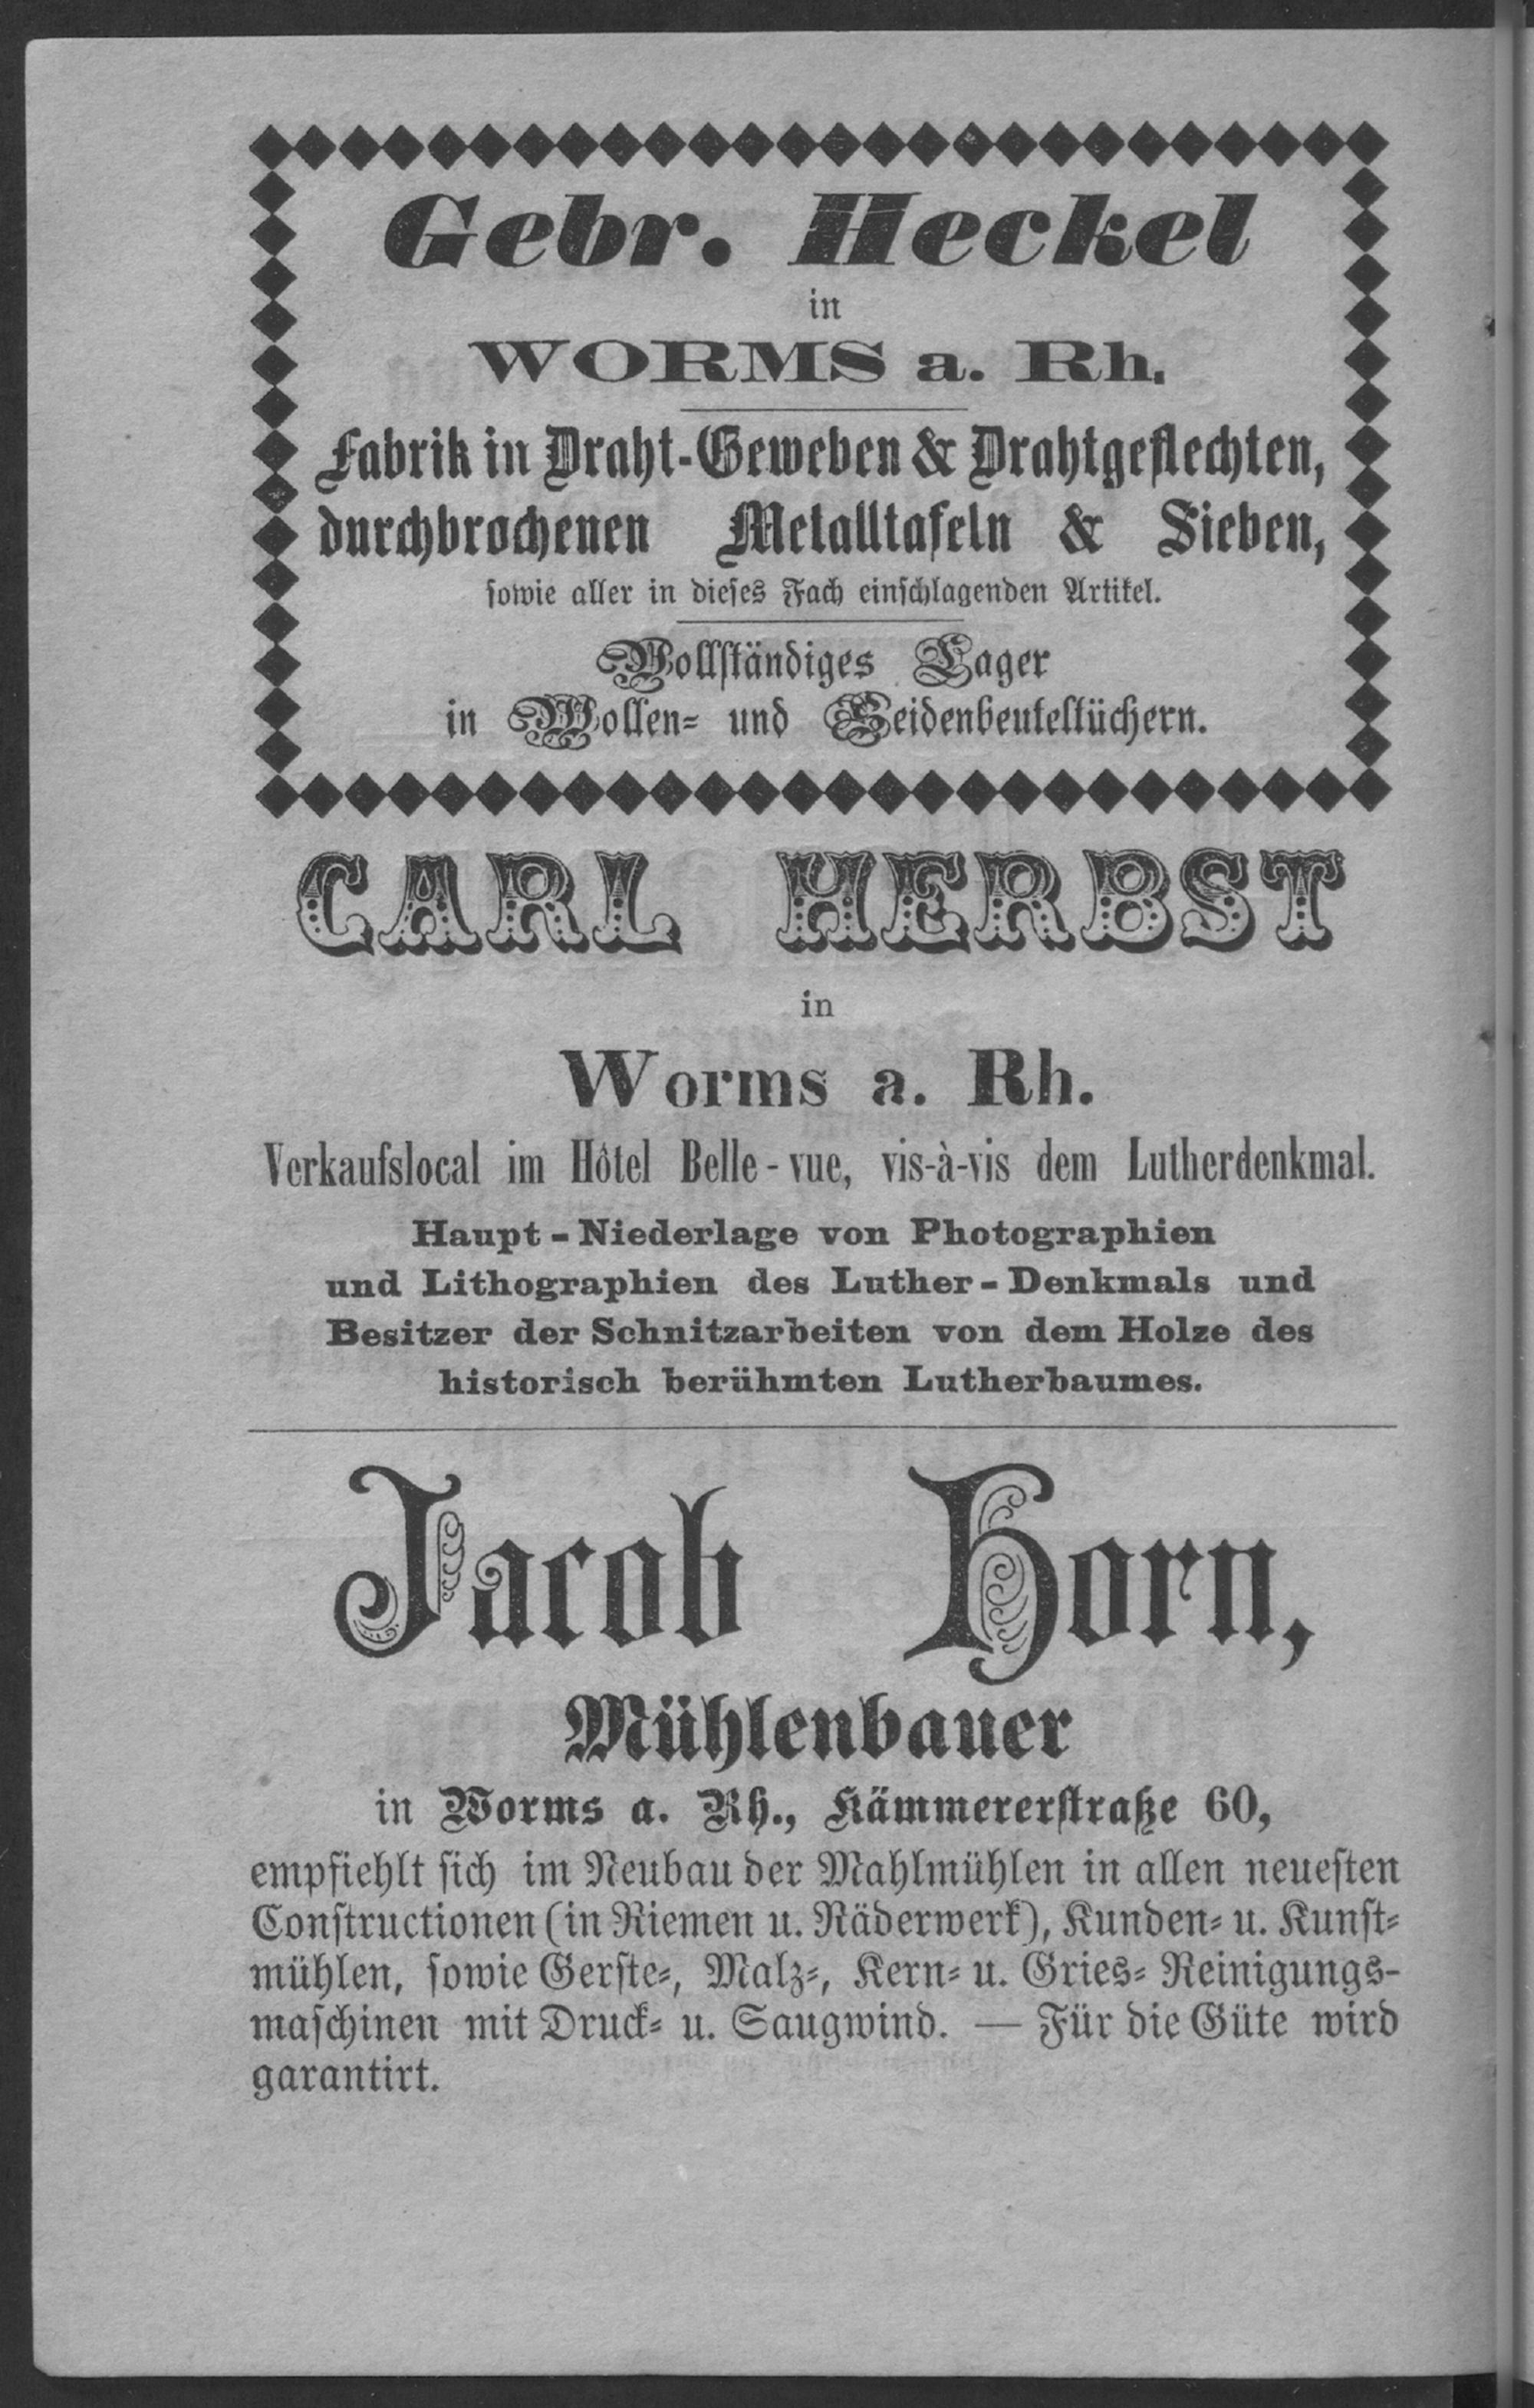 Gebr. Heckel
in
WORMS a. Rh.
Fabrik in Draht-Geweben & Drahtgeflechten,
durchbrochenen Metalltafeln & Sieben,
sowie aller in dieses Fach einschlagenden Artikel.
Vollständiges Lager
in Wollen- und Seidenbeuteltüchern.
CARL HERBST
in
Worms a. Rh.
Verkaufslocal im Hôtel Belle-vue, vis-à-vis dem Lutherdenkmal.
Haupt-Niederlage von Photographien
und Lithographien des Luther-Denkmals und
Besitzer der Schnitzarbeiten von dem Holze des
historisch berühmten Lutherbaumes.
Jacob Horn,
Mühlenbauer
in Worms a. Rh., Kämmererstraße 60,
empfiehlt sich im Neubau der Mahlmühlen in allen neuesten
Constructionen (in Riemen u. Räderwerk), Kunden- u. Kunst-
mühlen, sowie Gerste-, Malz-, Kern- u. Gries- Reinigungs-
maschinen mit Druck- u. Saugwind. — Für die Güte wird
garantirt.